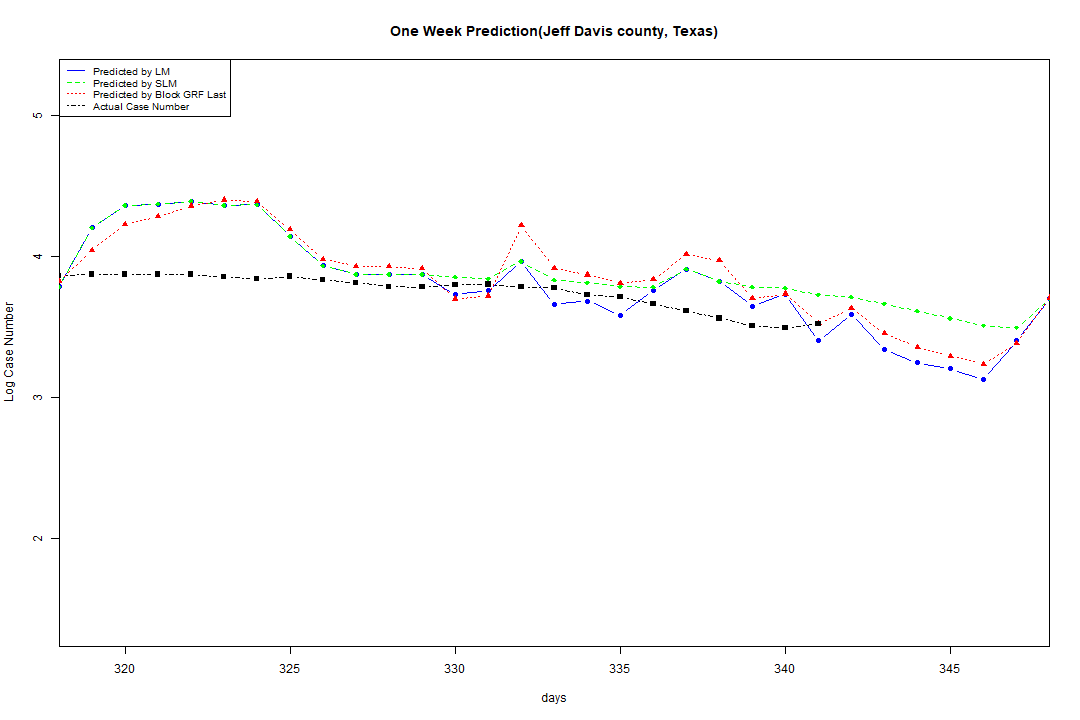 One Week Prediction(Jeff Davis county, Texas)
Predicted by LM
Predicted by SLM
Predicted by Block GRF Last
Actual Case Number
5
4
3
2
Log Case Number
320 325 330 335 340 345
days